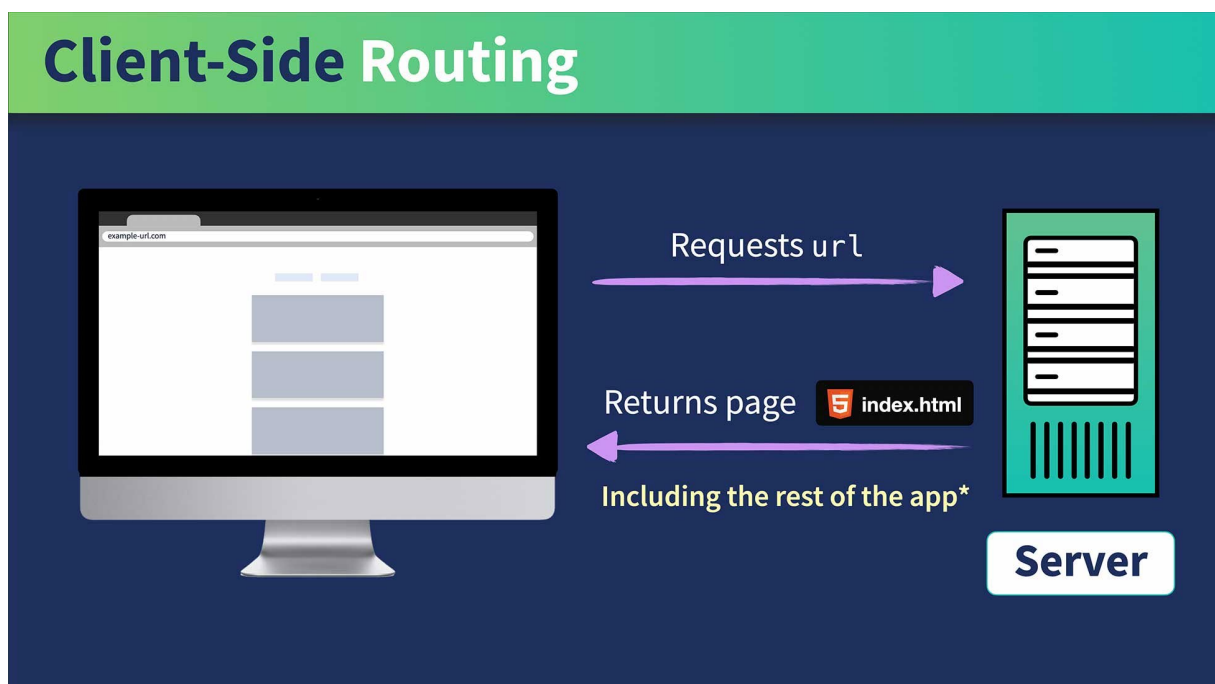 Client-Side Routing
example-url.com
Requests url
Returns page
5 index.html
Including the rest of the app*
Server